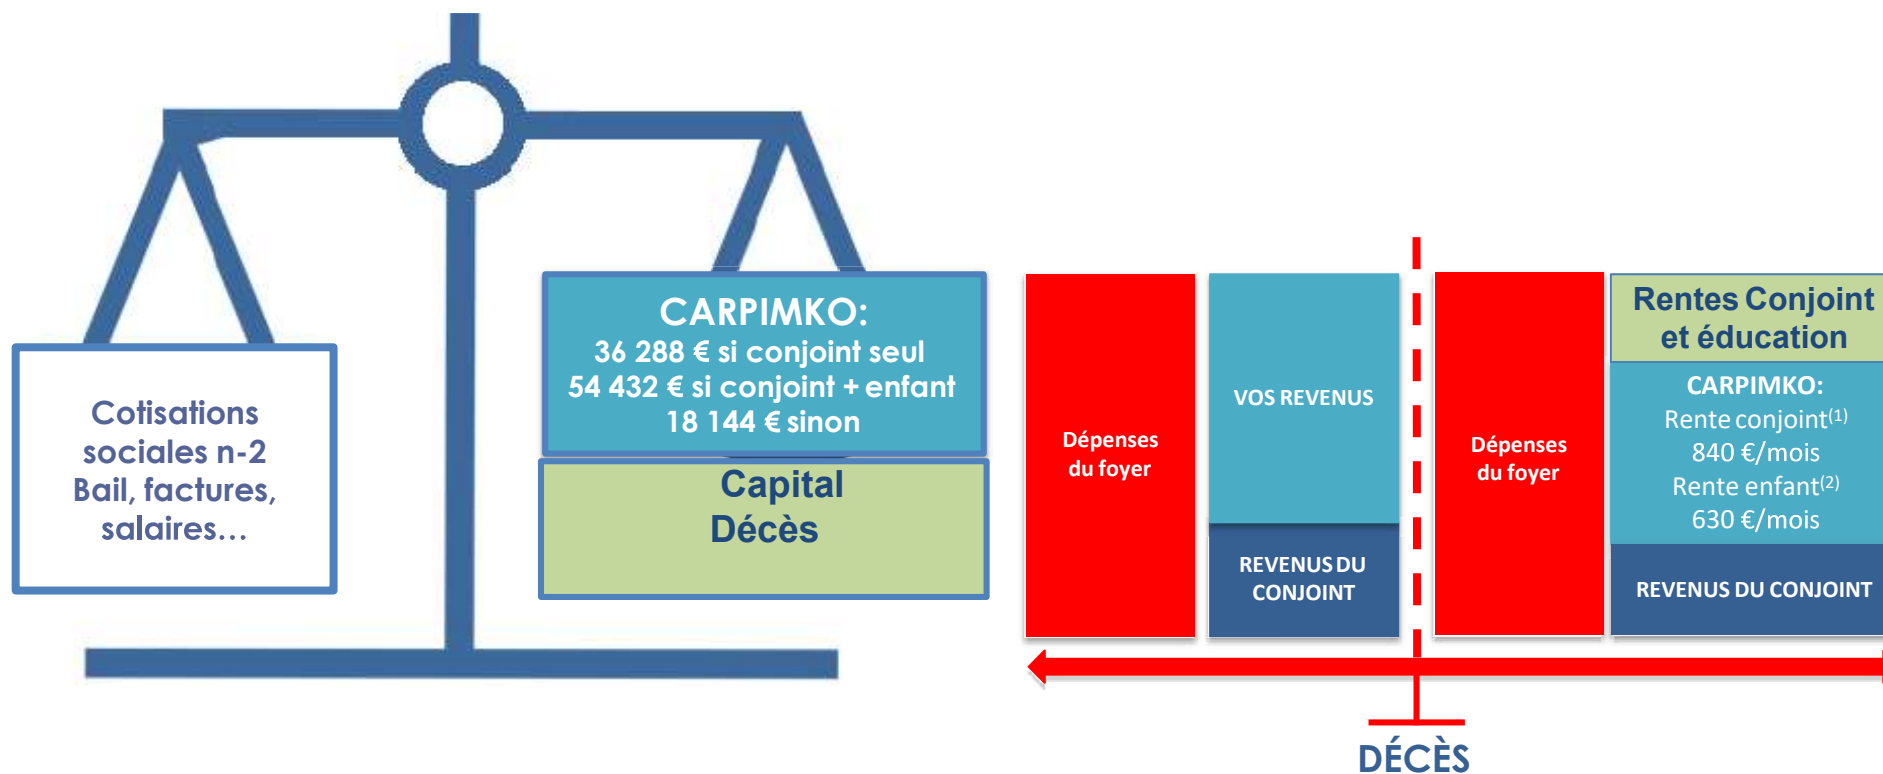 Cotisations
sociales n-2
Bail, factures,
salaires...
CARPIMKO:
36 288 € si conjoint seul
54 432 € si conjoint + enfant
18 144 € sinon
Capital
Décès
Dépenses
du foyer
VOS REVENUS
REVENUS DU
CONJOINT
Dépenses
du foyer
Rentes Conjoint
et éducation
CARPIMKO:
Rente conjoint(1)
840 €/mois
Rente enfant(2)
630 €/mois
REVENUS DU CONJOINT
DÉCÈS